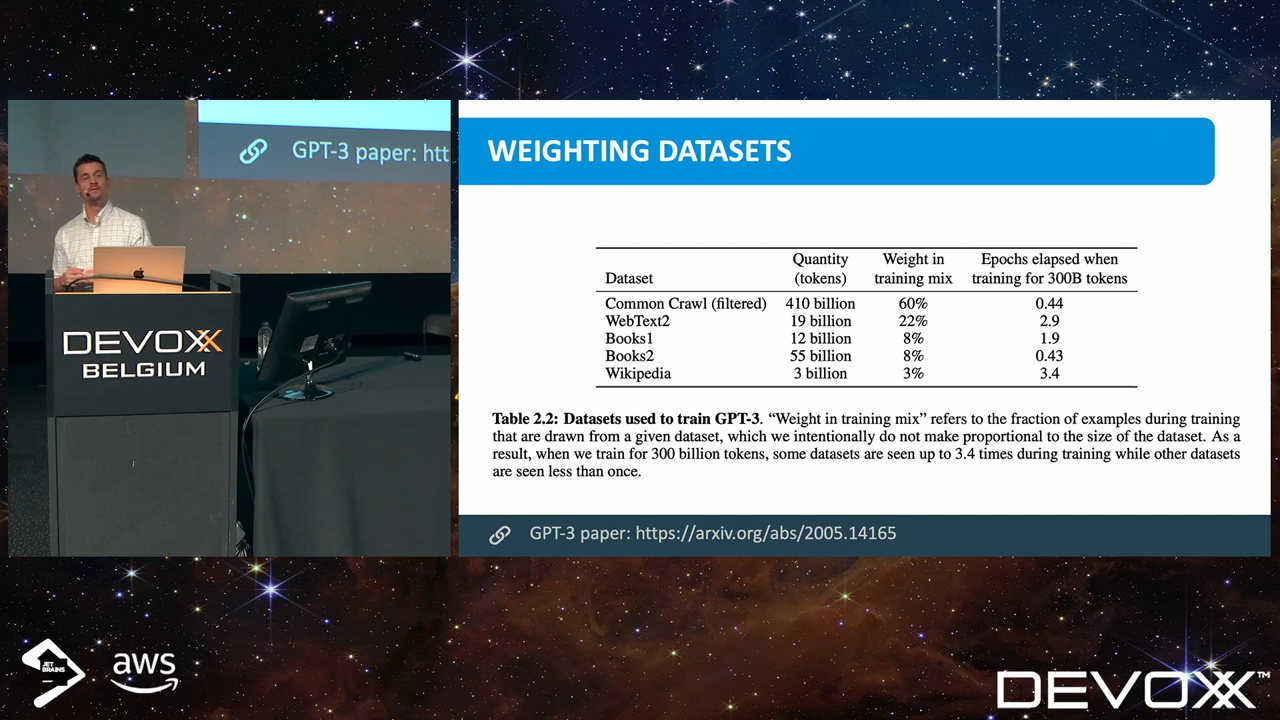 GPT-3 paper: htt
DEVOXX
BELGIUM
WEIGHTING DATASETS
Dataset Quantity (tokens) Weight in training mix Epochs elapsed when training for 300B tokens
Common Crawl (filtered) 410 billion 60% 0.44
WebText2 19 billion 22% 2.9
Books1 12 billion 8% 1.9
Books2 55 billion 8% 0.43
Wikipedia 3 billion 3% 3.4
Table 2.2: Datasets used to train GPT-3. “Weight in training mix” refers to the fraction of examples during training
that are drawn from a given dataset, which we intentionally do not make proportional to the size of the dataset. As a
result, when we train for 300 billion tokens, some datasets are seen up to 3.4 times during training while other datasets
are seen less than once.
GPT-3 paper: https://arxiv.org/abs/2005.14165
JET
BRAINS
aws
DEVOXX™